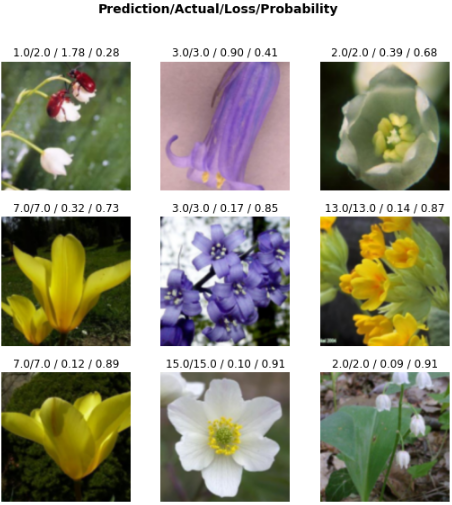 Prediction/Actual/Loss/Probability
1.0/2.0 / 1.78 / 0.28
3.0/3.0 / 0.90 / 0.41
2.0/2.0 / 0.39 / 0.68
7.0/7.0 / 0.32 / 0.73
3.0/3.0 / 0.17 / 0.85
13.0/13.0 / 0.14 / 0.87
7.0/7.0 / 0.12 / 0.89
15.0/15.0 / 0.10 / 0.91
2.0/2.0 / 0.09 / 0.91